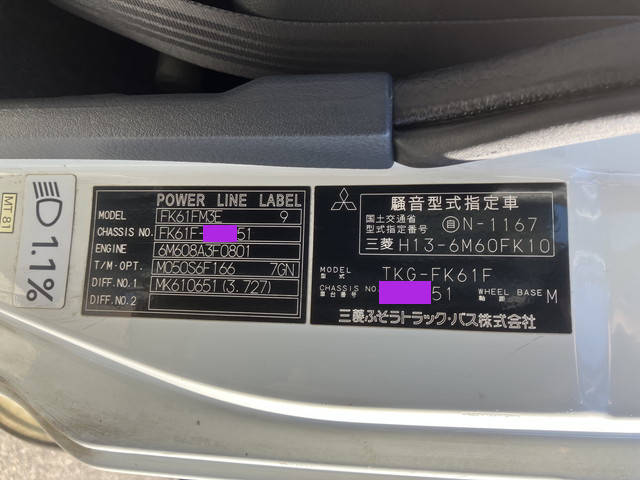 MT81
1.1%
POWER LINE LABEL
MODEL FK61FM3E 9
CHASSIS NO. FK61F- 51
ENGINE 6M608A3F0801
T/M-OPT. M050S6F166 7GN
DIFF.NO.1 MK610651 (3.727)
DIFF.NO.2
騒音型式指定車
国土交通省
型式指定番号 自N-1167
三菱 H13-6M60FK10
MODEL TKG-FK61F
型式
CHASSIS NO. 51 WHEEL BASE M
車台番号 軸距
三菱ふそうトラック・バス株式会社